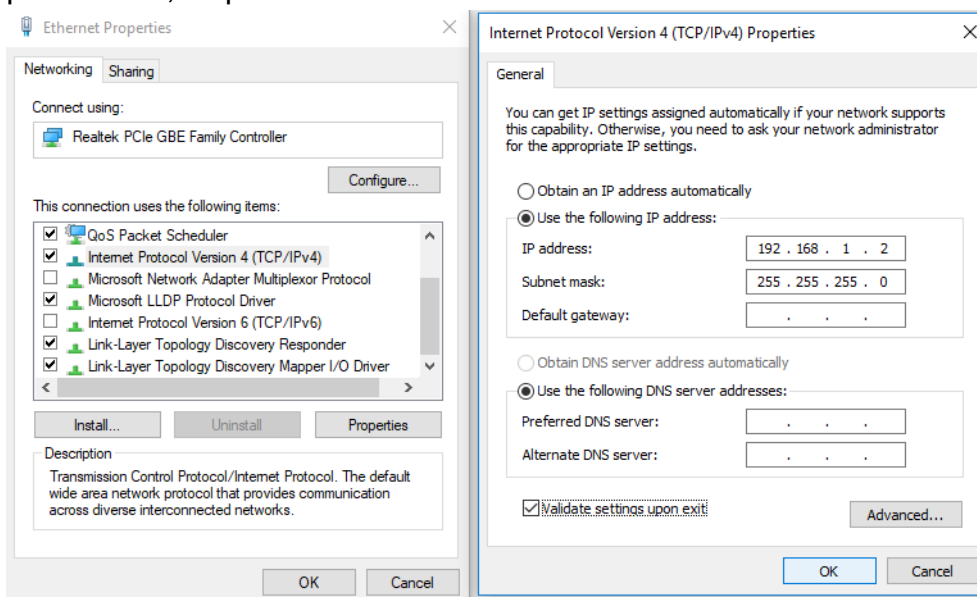 Ethernet Properties
Networking Sharing
Connect using:
Realtek PCIe GBE Family Controller
Configure...
This connection uses the following items:
QoS Packet Scheduler
Internet Protocol Version 4 (TCP/IPv4)
Microsoft Network Adapter Multiplexor Protocol
Microsoft LLDP Protocol Driver
Internet Protocol Version 6 (TCP/IPv6)
Link-Layer Topology Discovery Responder
Link-Layer Topology Discovery Mapper I/O Driver
Install... Uninstall Properties
Description
Transmission Control Protocol/Internet Protocol. The default
wide area network protocol that provides communication
across diverse interconnected networks.
OK Cancel
Internet Protocol Version 4 (TCP/IPv4) Properties
General
You can get IP settings assigned automatically if your network supports
this capability. Otherwise, you need to ask your network administrator
for the appropriate IP settings.
Obtain an IP address automatically
Use the following IP address:
IP address: 192 . 168 . 1 . 2
Subnet mask: 255 . 255 . 255 . 0
Default gateway: . . .
Obtain DNS server address automatically
Use the following DNS server addresses:
Preferred DNS server: . . .
Alternate DNS server: . . .
Validate settings upon exit
Advanced...
OK Cancel